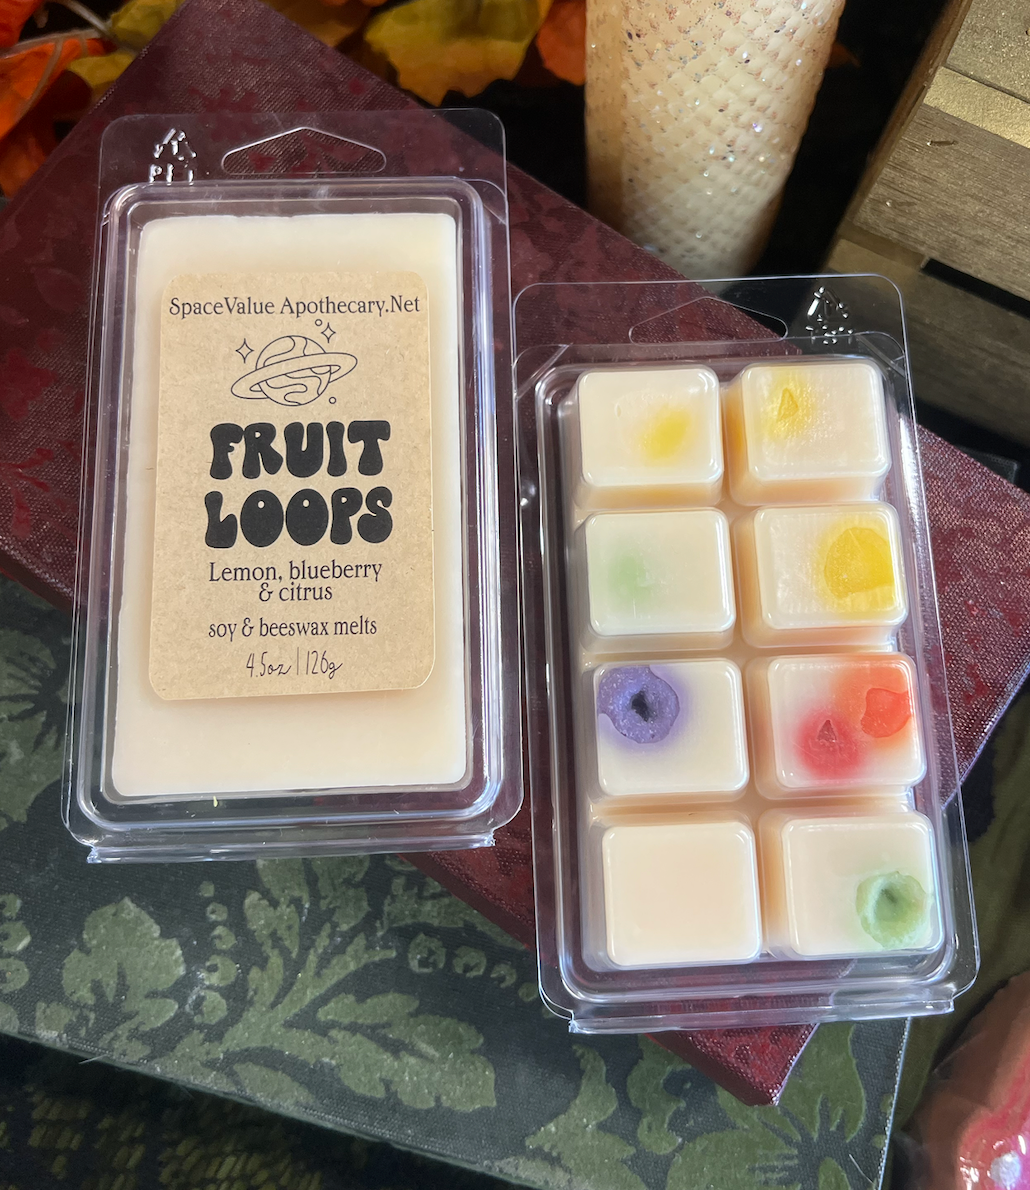 SpaceValue Apothecary.Net
FRUIT
LOOPS
Lemon, blueberry
& citrus
soy & beeswax melts
4.5oz | 126g